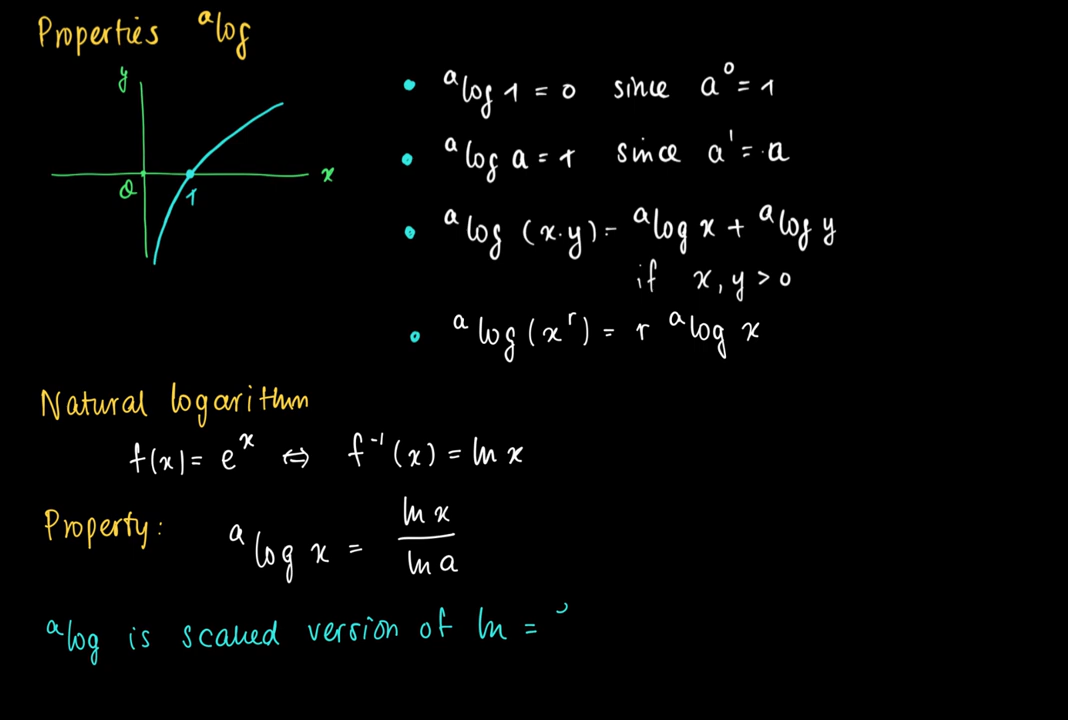 Properties ᵃlog
y
x
0
1
• ᵃlog 1 = 0 since a⁰ = 1
• ᵃlog a = 1 since a¹ = a
• ᵃlog (x·y) = ᵃlog x + ᵃlog y
if x, y > 0
• ᵃlog(xʳ) = r ᵃlog x
Natural logarithm
f(x) = eˣ ⇔ f⁻¹(x) = ln x
Property: ᵃlog x = ln x / ln a
ᵃlog is scaled version of ln =